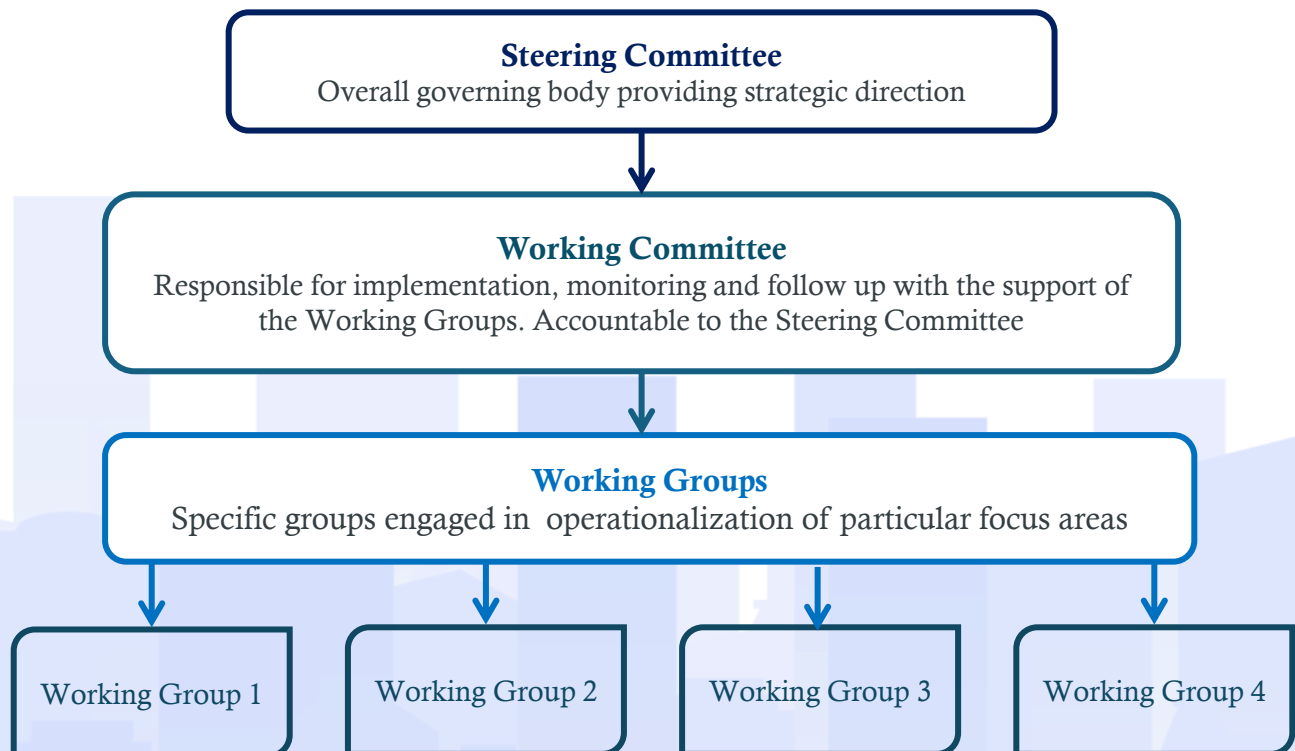 Steering Committee
Overall governing body providing strategic direction
Working Committee
Responsible for implementation, monitoring and follow up with the support of
the Working Groups. Accountable to the Steering Committee
Working Groups
Specific groups engaged in operationalization of particular focus areas
Working Group 1
Working Group 2
Working Group 3
Working Group 4